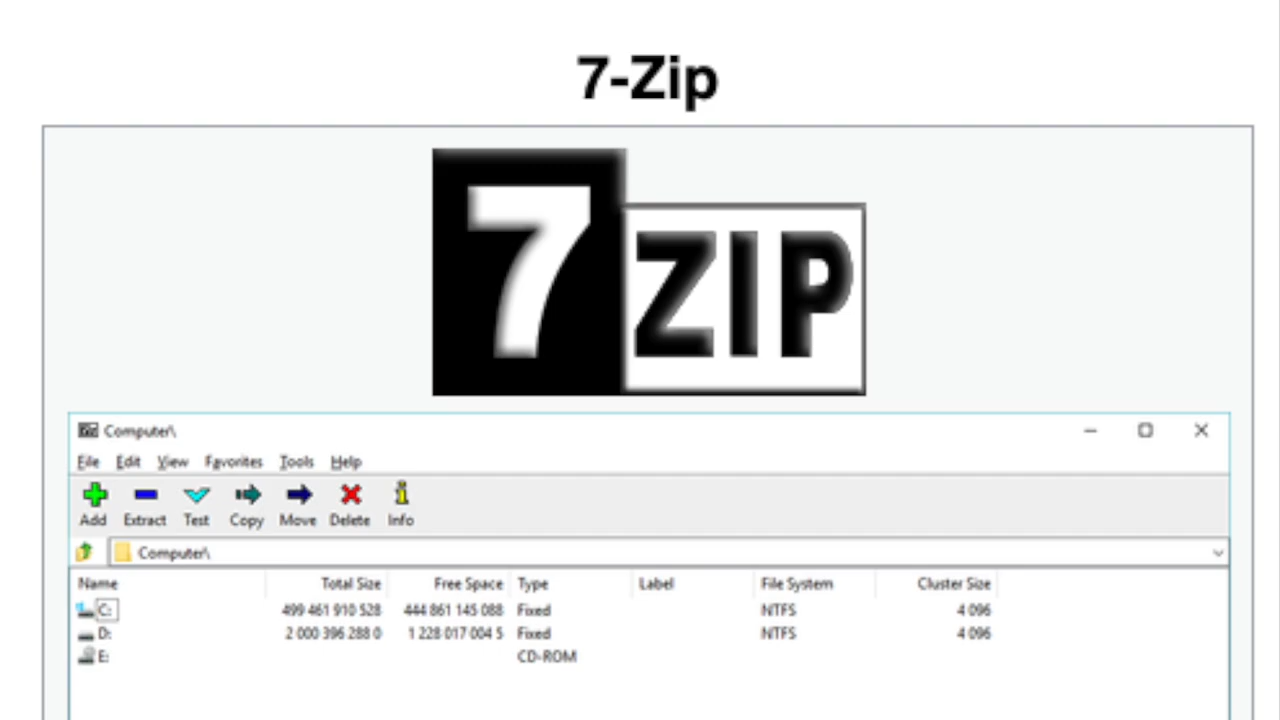 7-Zip
7 ZIP
Computer\
File Edit View Favorites Tools Help
Add Extract Test Copy Move Delete Info
Computer\
Name Total Size Free Space Type Label File System Cluster Size
C: 499 461 910 528 444 861 145 088 Fixed NTFS 4 096
D: 2 000 396 288 0 1 228 017 004 5 Fixed NTFS 4 096
E: CD-ROM